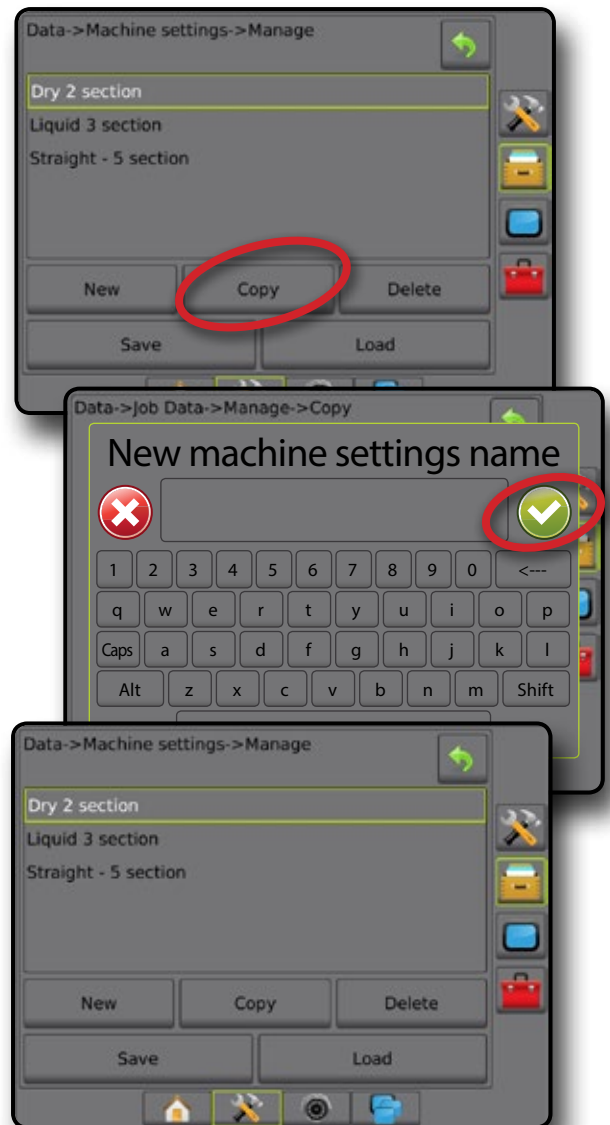 Data->Machine settings->Manage
Dry 2 section
Liquid 3 section
Straight - 5 section
New Copy Delete
Save Load
Data->Job Data->Manage->Copy
New machine settings name
1 2 3 4 5 6 7 8 9 0 <---
q w e r t y u i o p
Caps a s d f g h j k l
Alt z x c v b n m Shift
Data->Machine settings->Manage
Dry 2 section
Liquid 3 section
Straight - 5 section
New Copy Delete
Save Load